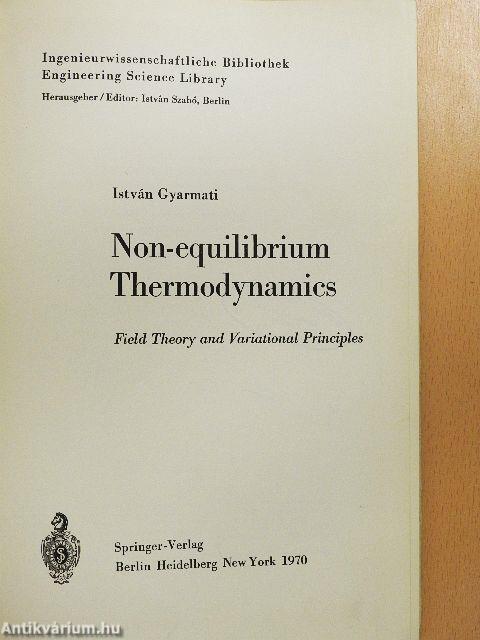 Ingenieurwissenschaftliche Bibliothek
Engineering Science Library
Herausgeber/Editor: István Szabó, Berlin
István Gyarmati
Non-equilibrium
Thermodynamics
Field Theory and Variational Principles
Springer-Verlag
Berlin Heidelberg New York 1970
Antikvárium.hu